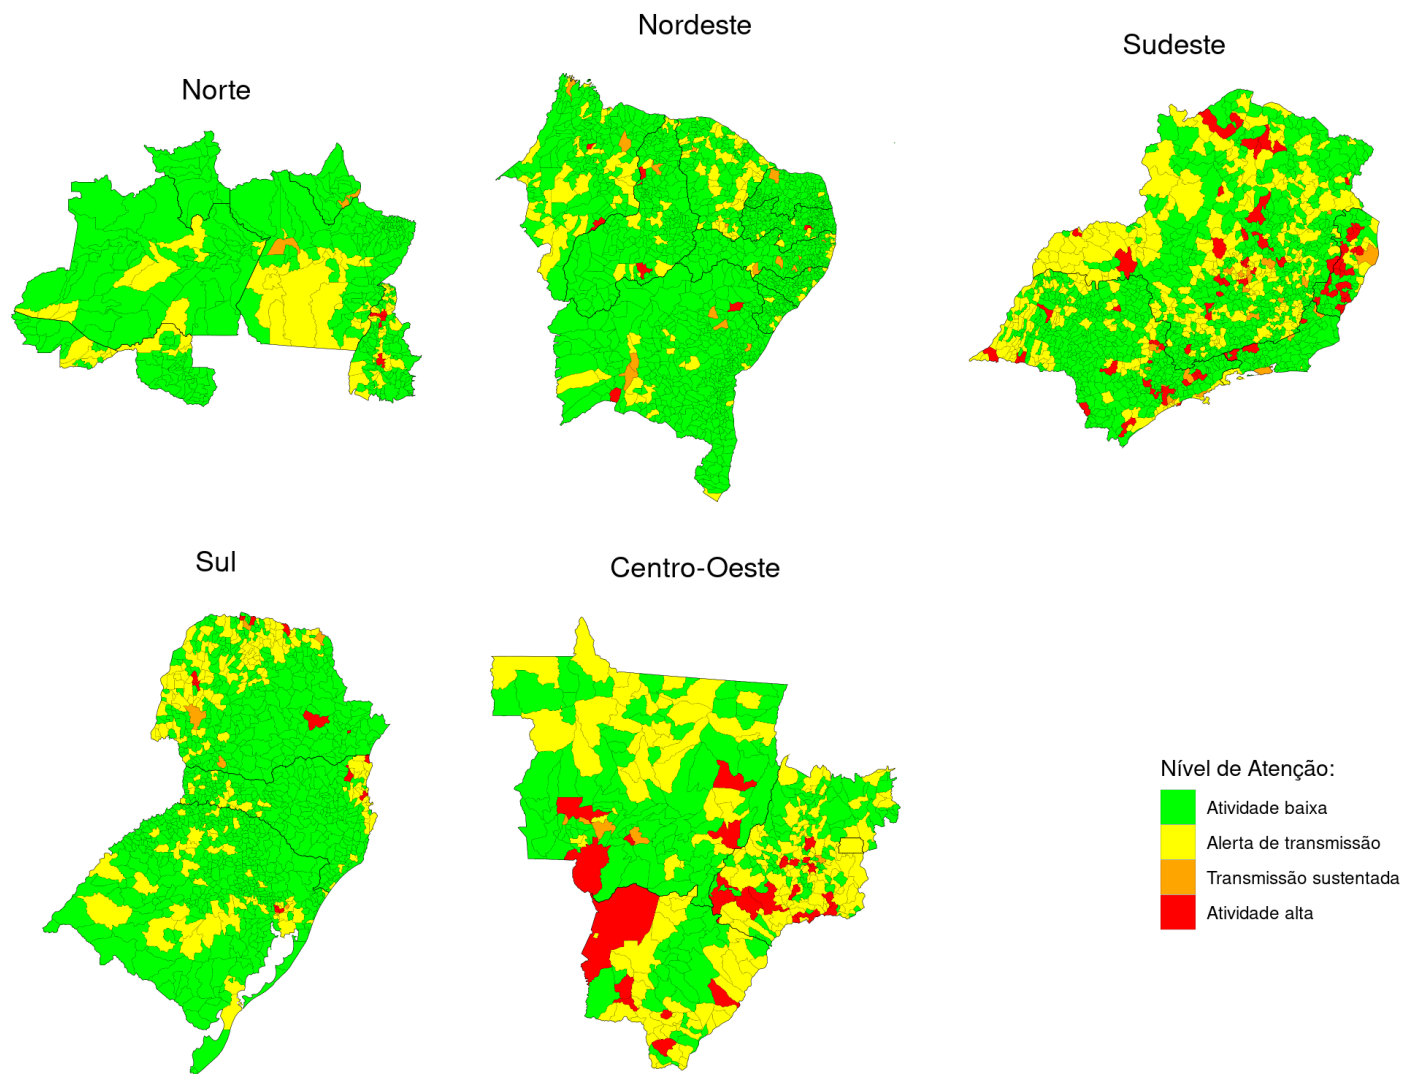 Nordeste
Sudeste
Norte
Sul
Centro-Oeste
Nível de Atenção:
Atividade baixa
Alerta de transmissão
Transmissão sustentada
Atividade alta